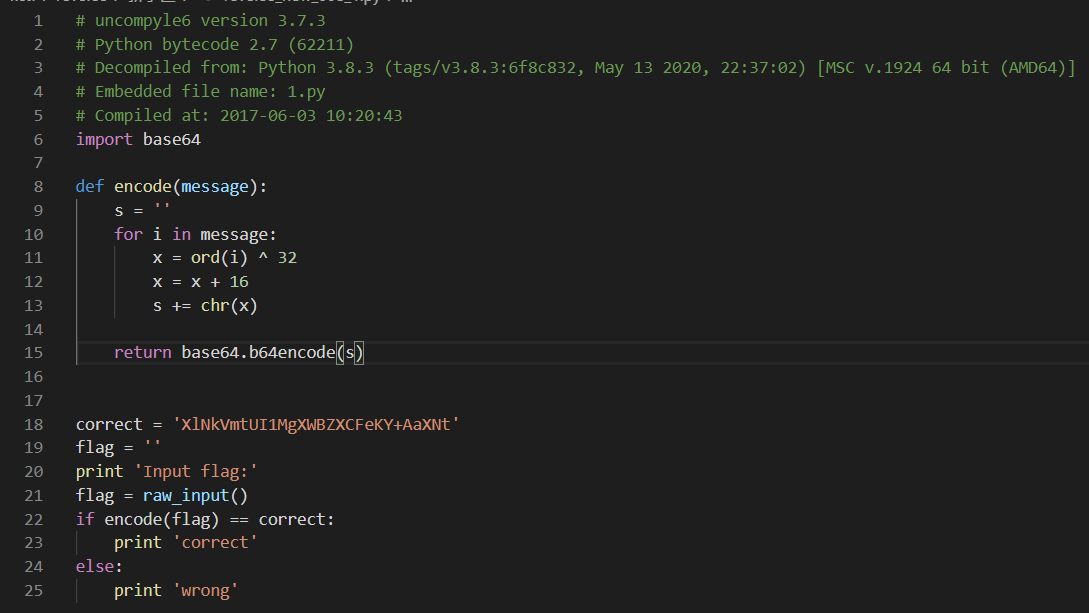 1 # uncompyle6 version 3.7.3
2 # Python bytecode 2.7 (62211)
3 # Decompiled from: Python 3.8.3 (tags/v3.8.3:6f8c832, May 13 2020, 22:37:02) [MSC v.1924 64 bit (AMD64)]
4 # Embedded file name: 1.py
5 # Compiled at: 2017-06-03 10:20:43
6 import base64
7
8 def encode(message):
9     s = ''
10     for i in message:
11         x = ord(i) ^ 32
12         x = x + 16
13         s += chr(x)
14
15     return base64.b64encode(s)
16
17
18 correct = 'XlNkVmtUI1MgXWBZXCFeKY+AaXNt'
19 flag = ''
20 print 'Input flag:'
21 flag = raw_input()
22 if encode(flag) == correct:
23     print 'correct'
24 else:
25     print 'wrong'